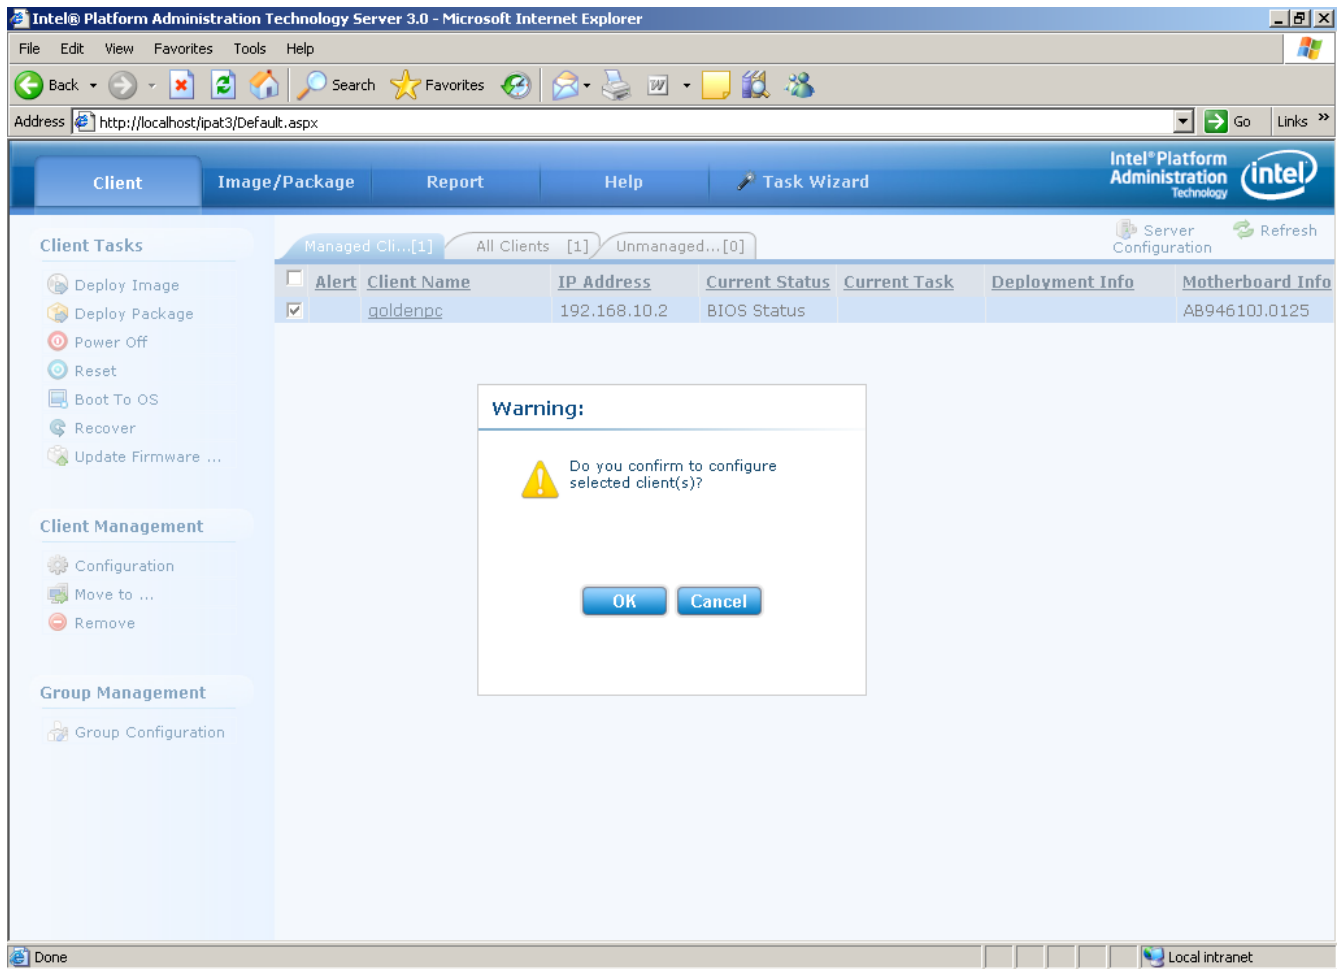 Intel® Platform Administration Technology Server 3.0 - Microsoft Internet Explorer
File Edit View Favorites Tools Help
Back Search Favorites
Address http://localhost/ipat3/Default.aspx Go Links »
Client Image/Package Report Help Task Wizard
Intel® Platform
Administration
Technology
intel
Client Tasks
Deploy Image
Deploy Package
Power Off
Reset
Boot To OS
Recover
Update Firmware ...
Client Management
Configuration
Move to ...
Remove
Group Management
Group Configuration
Managed Cli...[1] All Clients [1] Unmanaged...[0]
Server
Configuration
Refresh
Alert Client Name IP Address Current Status Current Task Deployment Info Motherboard Info
goldenpc 192.168.10.2 BIOS Status AB94610J.0125
Warning:
Do you confirm to configure
selected client(s)?
OK Cancel
Done Local intranet